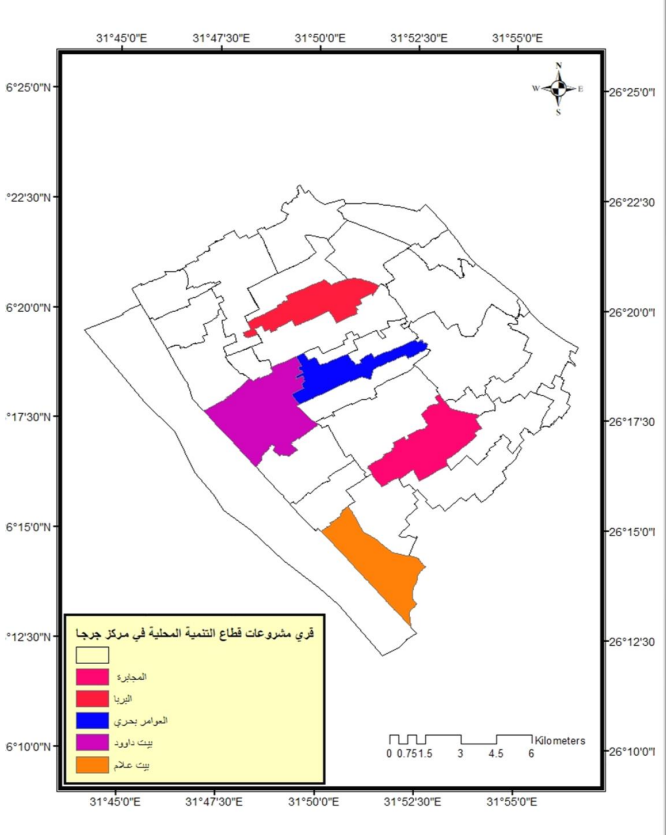 31°45'0"E 31°47'30"E 31°50'0"E 31°52'30"E 31°55'0"E
N
W E
S
6°25'0"N
26°25'0"I
'22'30"N
26°22'30"
6°20'0"N
26°20'0"I
'17'30"N
26°17'30"
6°15'0"N
26°15'0"I
°12'30"N
26°12'30
6°10'0"N
26°10'0"I
قري مشروعات قطاع التنمية المحلية في مركز جرجا
المجابرة
البربا
العوامر بحري
بيت داوود
بيت علام
Kilometers
0 0.75 1.5 3 4.5 6
31°45'0"E 31°47'30"E 31°50'0"E 31°52'30"E 31°55'0"E